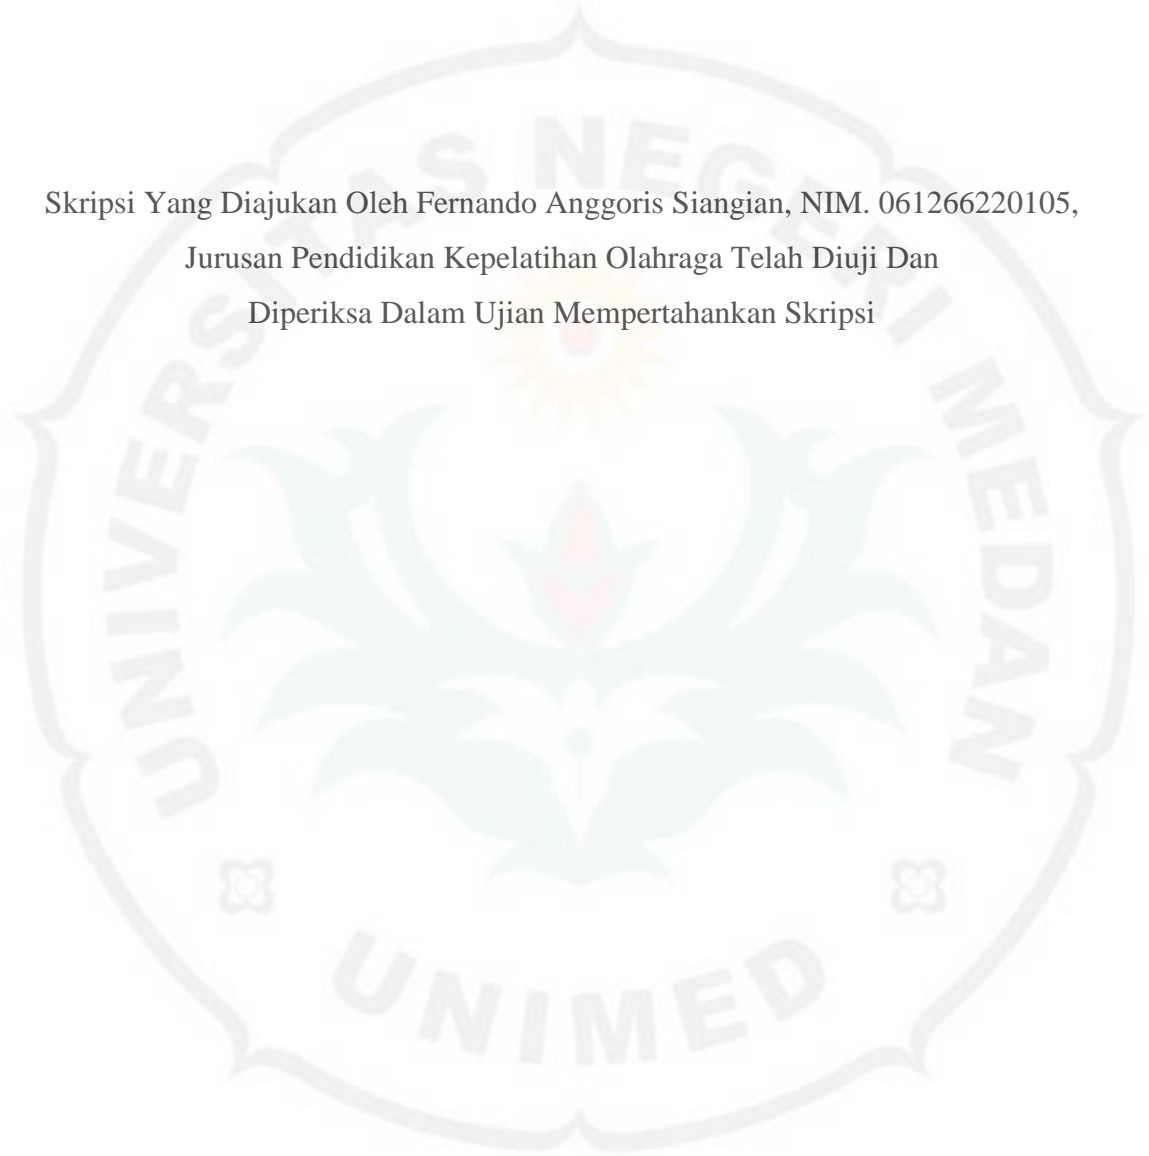 Skripsi Yang Diajukan Oleh Fernando Anggoris Siangian, NIM. 061266220105,
Jurusan Pendidikan Kepelatihan Olahraga Telah Diuji Dan
Diperiksa Dalam Ujian Mempertahankan Skripsi
UNIVERSITAS NEGERI MEDAN
UNIMED